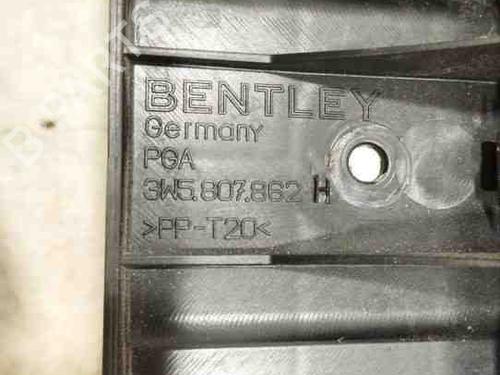 BENTLEY
Germany
PGA
3W5.807.862 H
>PP-T20<